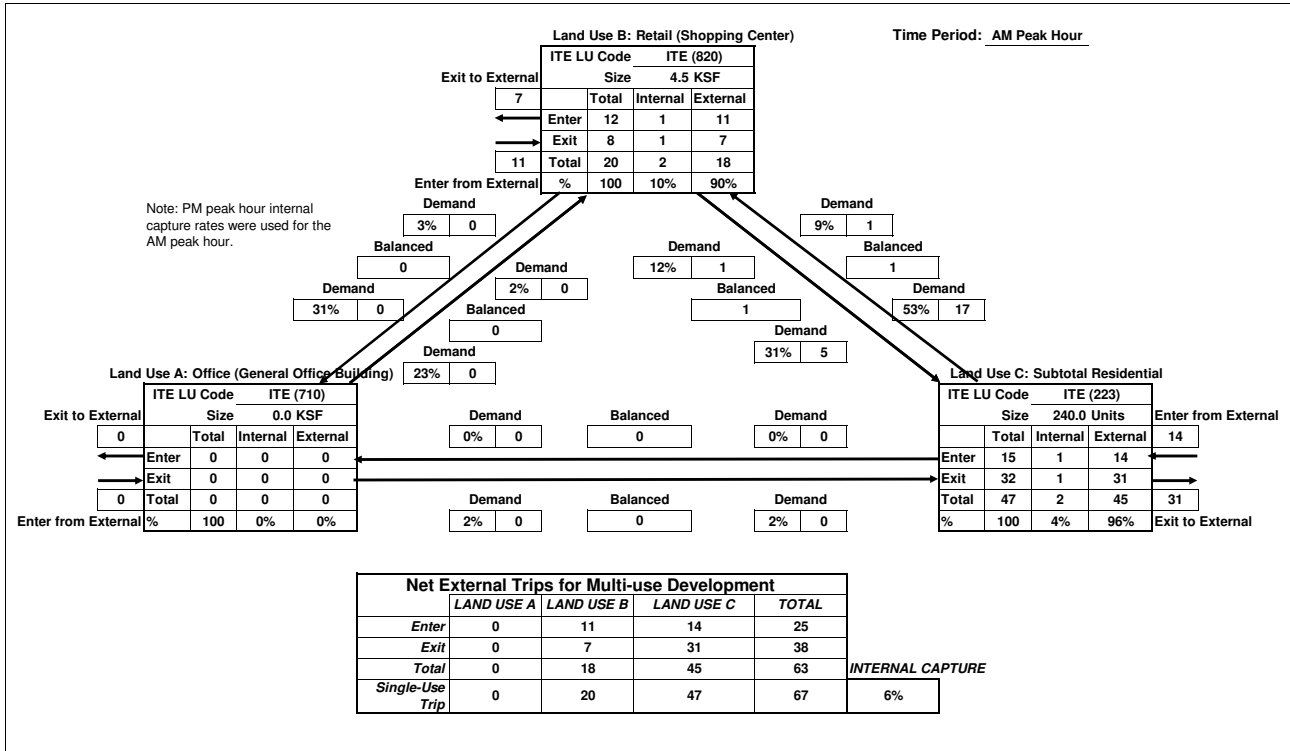 Land Use B: Retail (Shopping Center)
Time Period: AM Peak Hour
ITE LU Code ITE (820)
Exit to External Size 4.5 KSF
7 Total Internal External
Enter 12 1 11
Exit 8 1 7
11 Total 20 2 18
Enter from External % 100 10% 90%
Note: PM peak hour internal
capture rates were used for the
AM peak hour.
Demand
3% 0
Balanced
0
Demand
31% 0
Demand
2% 0
Balanced
0
Demand
23% 0
Demand
12% 1
Balanced
1
Demand
31% 5
Demand
9% 1
Balanced
1
Demand
53% 17
Land Use A: Office (General Office Building)
ITE LU Code ITE (710)
Exit to External Size 0.0 KSF
0 Total Internal External
Enter 0 0 0
Exit 0 0 0
0 Total 0 0 0
Enter from External % 100 0% 0%
Demand Balanced Demand
0% 0 0 0% 0
Demand Balanced Demand
2% 0 0 2% 0
Land Use C: Subtotal Residential
ITE LU Code ITE (223)
Size 240.0 Units Enter from External
Total Internal External 14
Enter 15 1 14
Exit 32 1 31
Total 47 2 45 31
% 100 4% 96% Exit to External
Net External Trips for Multi-use Development
LAND USE A LAND USE B LAND USE C TOTAL
Enter 0 11 14 25
Exit 0 7 31 38
Total 0 18 45 63 INTERNAL CAPTURE
Single-Use
Trip 0 20 47 67 6%